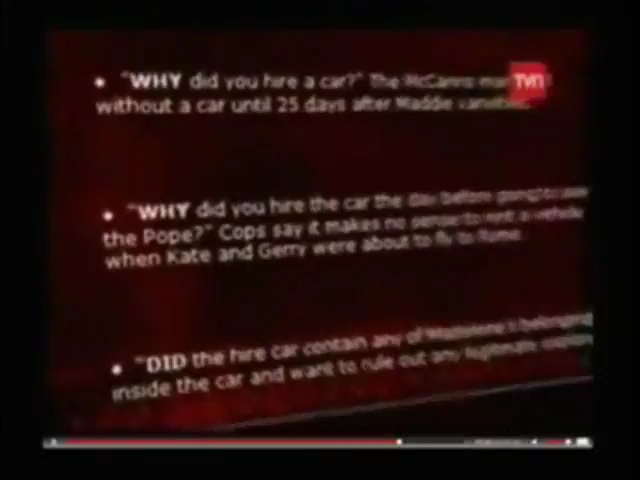 • "WHY did you hire a car?" The McCanns
TVN
without a car until 25 days after Maddie
• "WHY did you hire the car the day before going to see
the Pope?" Cops say it makes no sense to rent a vehicle
when Kate and Gerry were about to fly to Rome.
• "DID the hire car contain any of Madeleine's
inside the car and want to rule out any legitimate